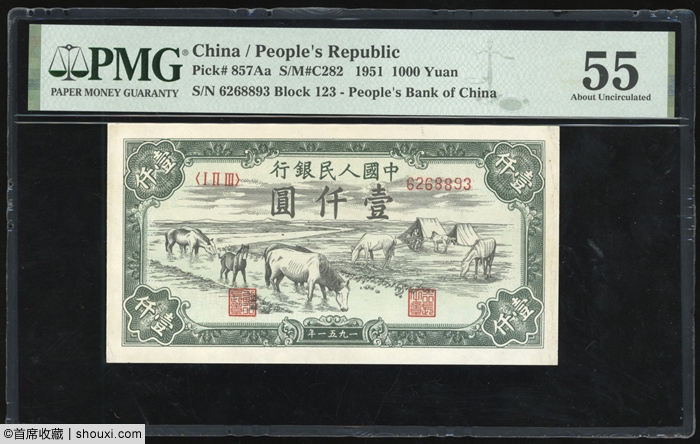 PMG®
PAPER MONEY GUARANTY
China / People's Republic
Pick# 857Aa S/M#C282 1951 1000 Yuan
S/N 6268893 Block 123 - People's Bank of China
55
About Uncirculated
行銀民人國中
〈I II III〉
6268893
圓仟壹
壹仟
壹仟
壹仟
壹仟
年一五九一
@首席收藏 | shouxi.com